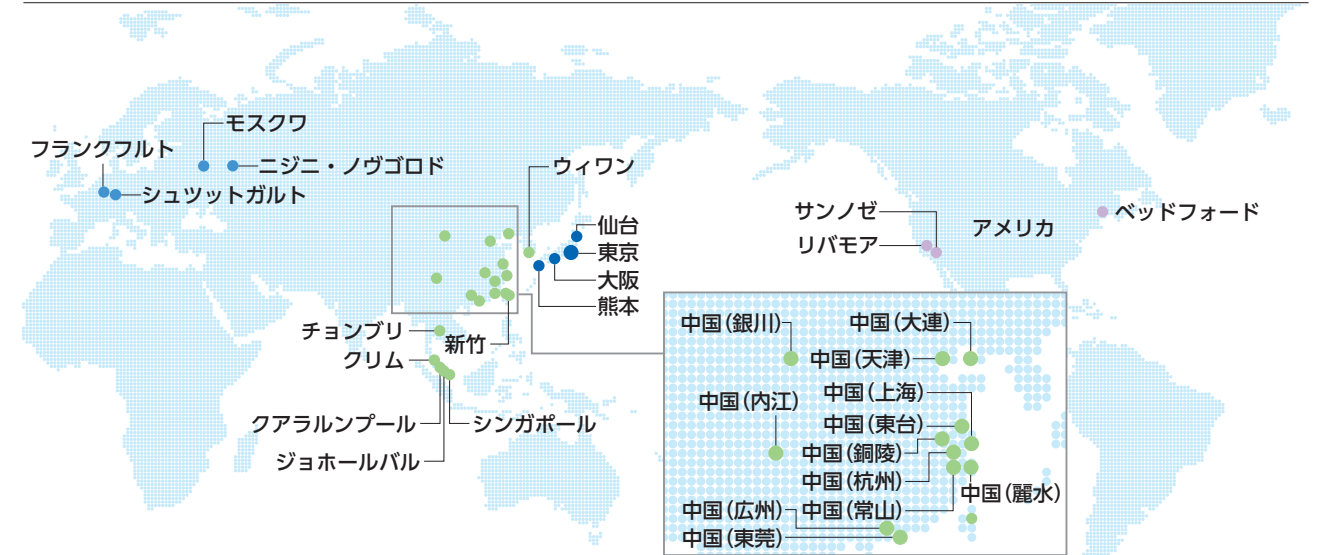 モスクワ
フランクフルト
ニジニ・ノヴゴロド
シュツットガルト
ウィワン
仙台
東京
大阪
熊本
サンノゼ
リバモア
アメリカ
ベッドフォード
チョンブリ
新竹
クリム
クアラルンプール
シンガポール
ジョホールバル
中国(銀川)
中国(大連)
中国(天津)
中国(上海)
中国(内江)
中国(東台)
中国(銅陵)
中国(杭州)
中国(麗水)
中国(広州)
中国(常山)
中国(東莞)